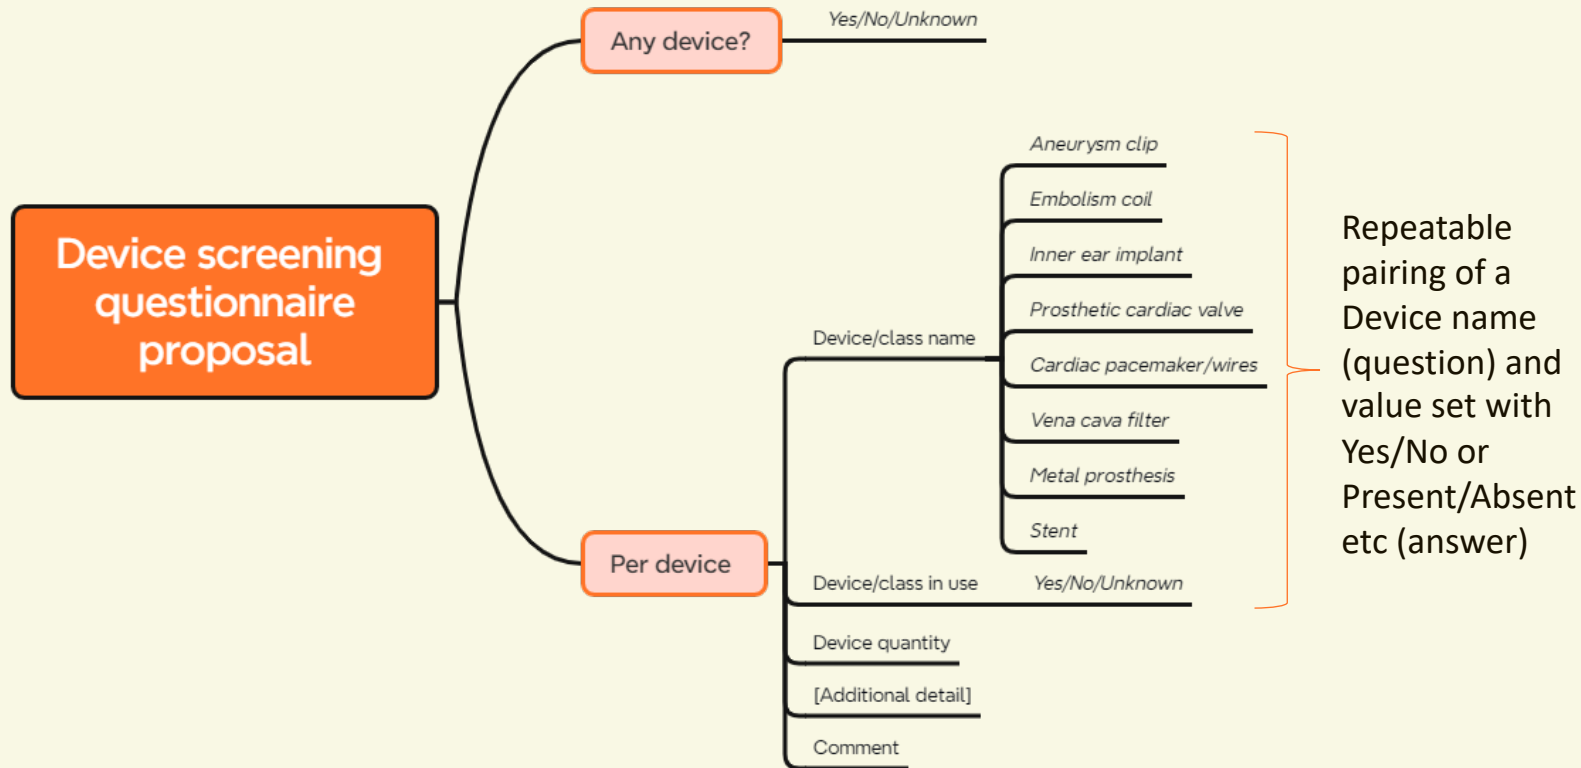 Any device?
Yes/No/Unknown
Device screening
questionnaire
proposal
Per device
Device/class name
Aneurysm clip
Embolism coil
Inner ear implant
Prosthetic cardiac valve
Cardiac pacemaker/wires
Vena cava filter
Metal prosthesis
Stent
Device/class in use
Yes/No/Unknown
Device quantity
[Additional detail]
Comment
Repeatable
pairing of a
Device name
(question) and
value set with
Yes/No or
Present/Absent
etc (answer)